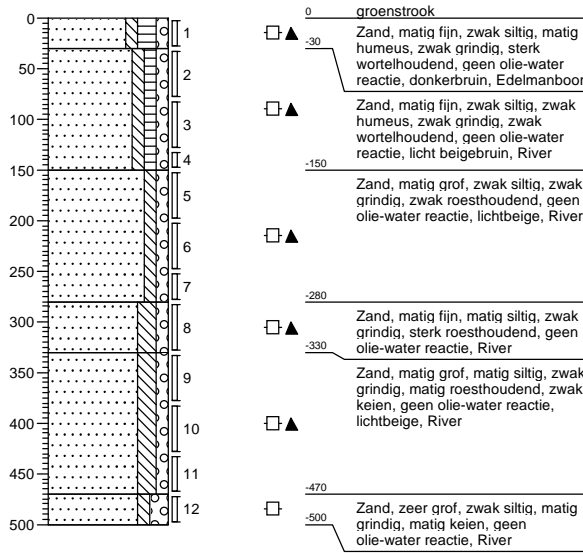 0
50
100
150
200
250
300
350
400
450
500
1
2
3
4
5
6
7
8
9
10
11
12
0
groenstrook
Zand, matig fijn, zwak siltig, matig
humeus, zwak grindig, sterk
wortelhoudend, geen olie-water
reactie, donkerbruin, Edelmanboor
-30
Zand, matig fijn, zwak siltig, zwak
humeus, zwak grindig, zwak
wortelhoudend, geen olie-water
reactie, licht beigebruin, River
-150
Zand, matig grof, zwak siltig, zwak
grindig, zwak roesthoudend, geen
olie-water reactie, lichtbeige, River
-280
Zand, matig fijn, matig siltig, zwak
grindig, sterk roesthoudend, geen
olie-water reactie, River
-330
Zand, matig grof, matig siltig, zwak
grindig, matig roesthoudend, zwak
keien, geen olie-water reactie,
lichtbeige, River
-470
Zand, zeer grof, zwak siltig, matig
grindig, matig keien, geen
olie-water reactie, River
-500